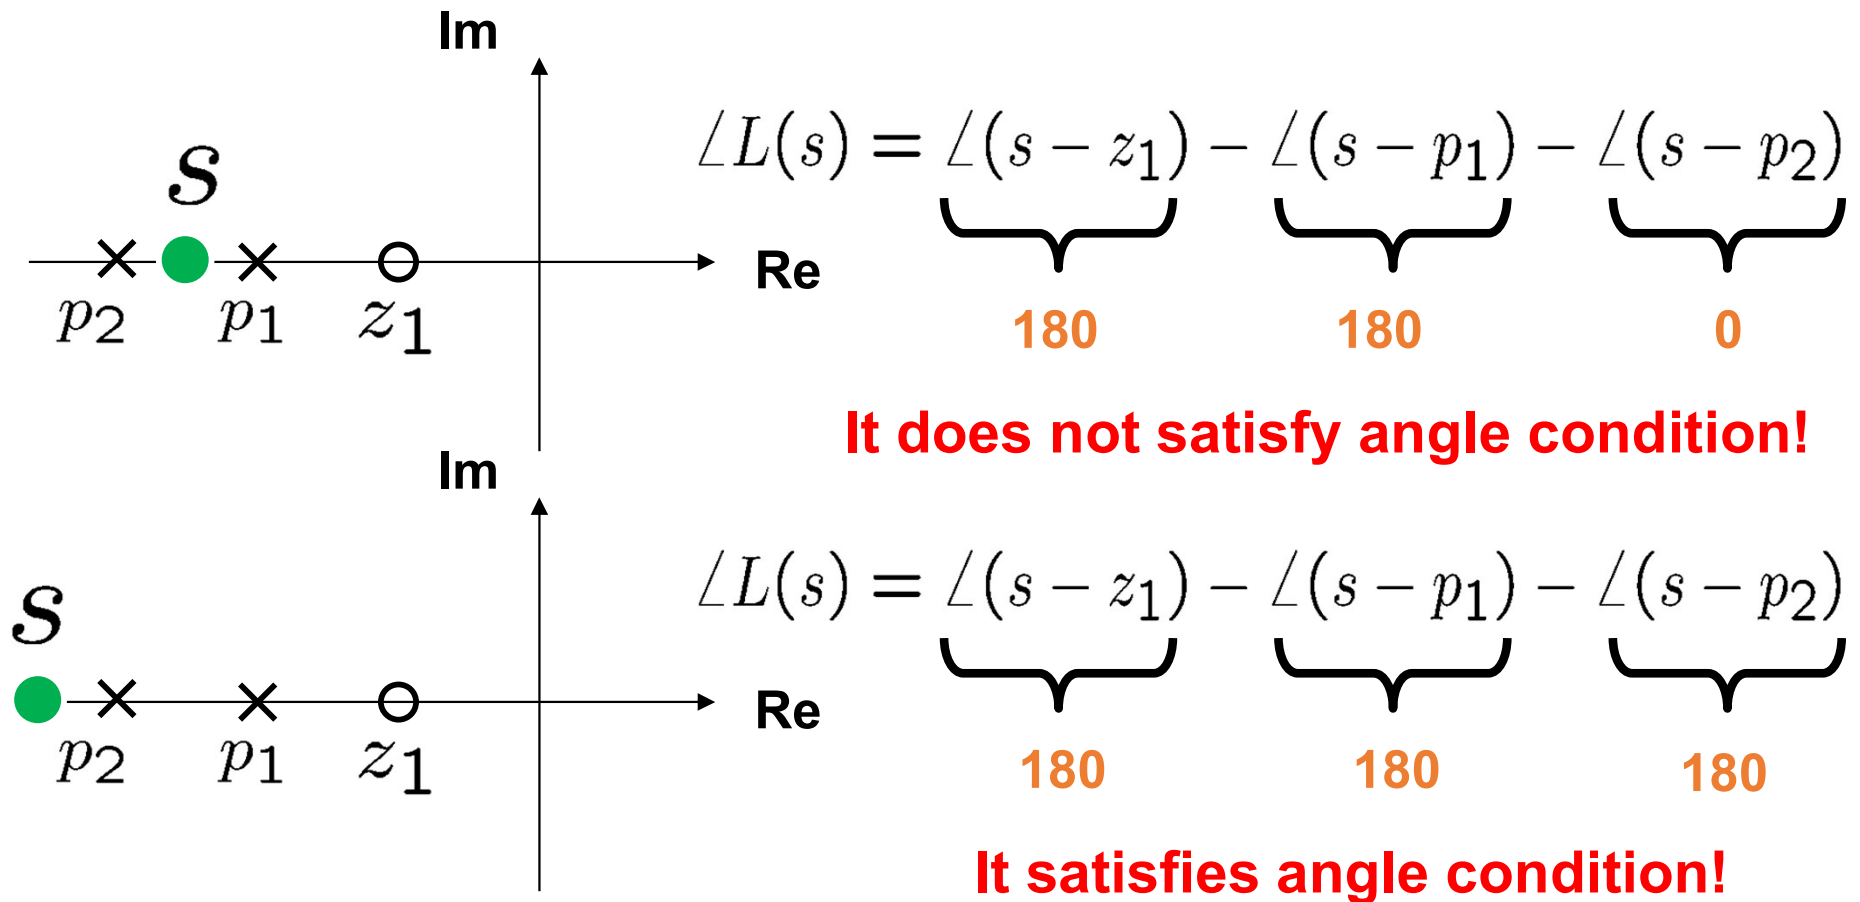 Im
s
∠L(s) = ∠(s − z₁) − ∠(s − p₁) − ∠(s − p₂)
Re
p₂ p₁ z₁
180 180 0
It does not satisfy angle condition!
Im
s
∠L(s) = ∠(s − z₁) − ∠(s − p₁) − ∠(s − p₂)
Re
p₂ p₁ z₁
180 180 180
It satisfies angle condition!